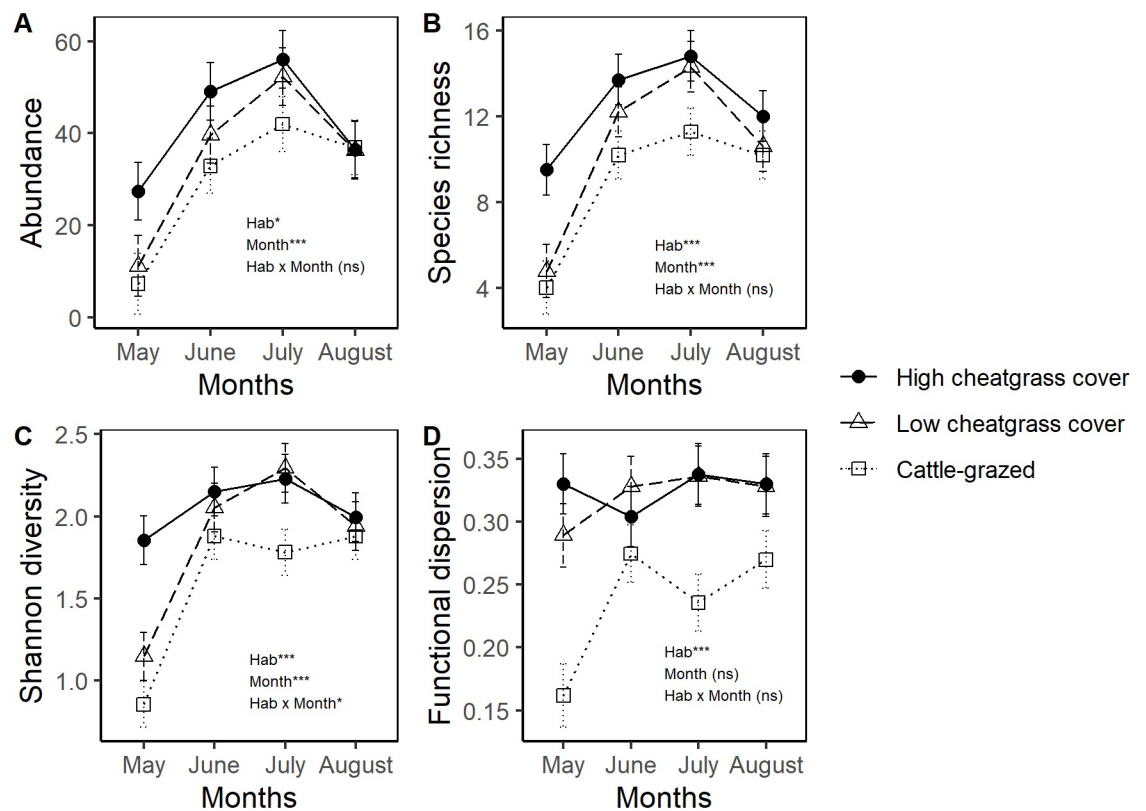 A
Abundance
60
40
20
0
Hab*
Month***
Hab x Month (ns)
May June July August
Months
B
Species richness
16
12
8
4
Hab***
Month***
Hab x Month (ns)
May June July August
Months
High cheatgrass cover
Low cheatgrass cover
Cattle-grazed
C
Shannon diversity
2.5
2.0
1.5
1.0
Hab***
Month***
Hab x Month*
May June July August
Months
D
Functional dispersion
0.35
0.30
0.25
0.20
0.15
Hab***
Month (ns)
Hab x Month (ns)
May June July August
Months